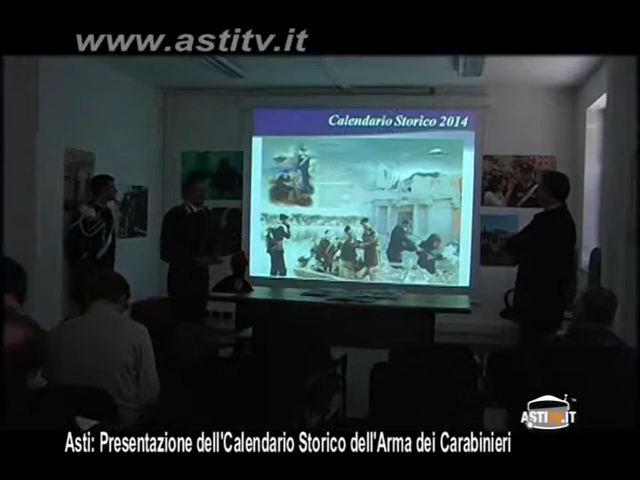 www.astitv.it
Calendario Storico 2014
ASTITV.IT
Asti: Presentazione dell'Calendario Storico dell'Arma dei Carabinieri